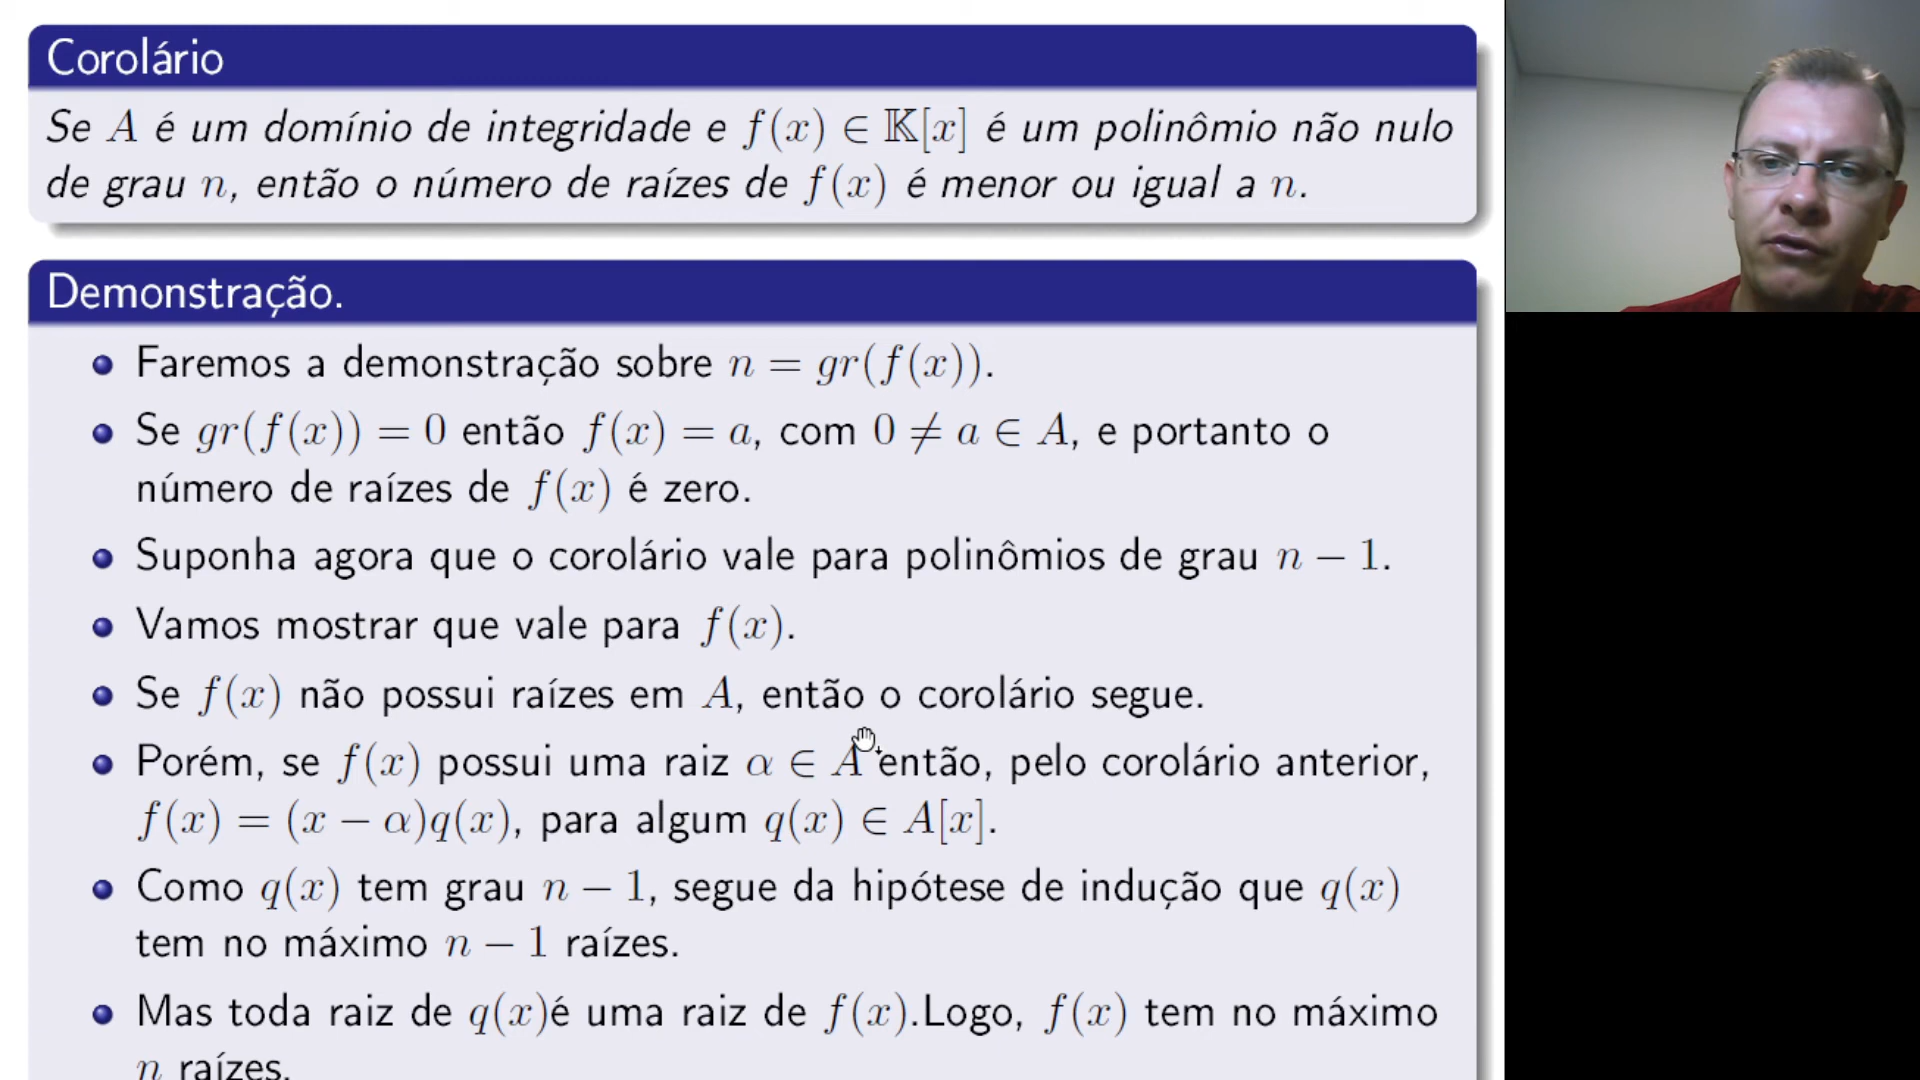 Corolário
Se A é um domínio de integridade e f(x) ∈ 𝕂[x] é um polinômio não nulo
de grau n, então o número de raízes de f(x) é menor ou igual a n.
Demonstração.
Faremos a demonstração sobre n = gr(f(x)).
Se gr(f(x)) = 0 então f(x) = a, com 0 ≠ a ∈ A, e portanto o
número de raízes de f(x) é zero.
Suponha agora que o corolário vale para polinômios de grau n − 1.
Vamos mostrar que vale para f(x).
Se f(x) não possui raízes em A, então o corolário segue.
Porém, se f(x) possui uma raiz α ∈ A então, pelo corolário anterior,
f(x) = (x − α)q(x), para algum q(x) ∈ A[x].
Como q(x) tem grau n − 1, segue da hipótese de indução que q(x)
tem no máximo n − 1 raízes.
Mas toda raiz de q(x)é uma raiz de f(x).Logo, f(x) tem no máximo
n raízes.